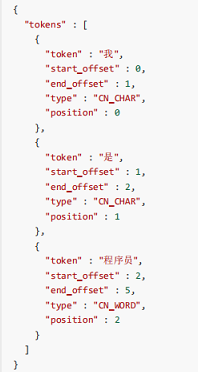 {
"tokens" : [
{
"token" : "我",
"start_offset" : 0,
"end_offset" : 1,
"type" : "CN_CHAR",
"position" : 0
},
{
"token" : "是",
"start_offset" : 1,
"end_offset" : 2,
"type" : "CN_CHAR",
"position" : 1
},
{
"token" : "程序员",
"start_offset" : 2,
"end_offset" : 5,
"type" : "CN_WORD",
"position" : 2
}
]
}